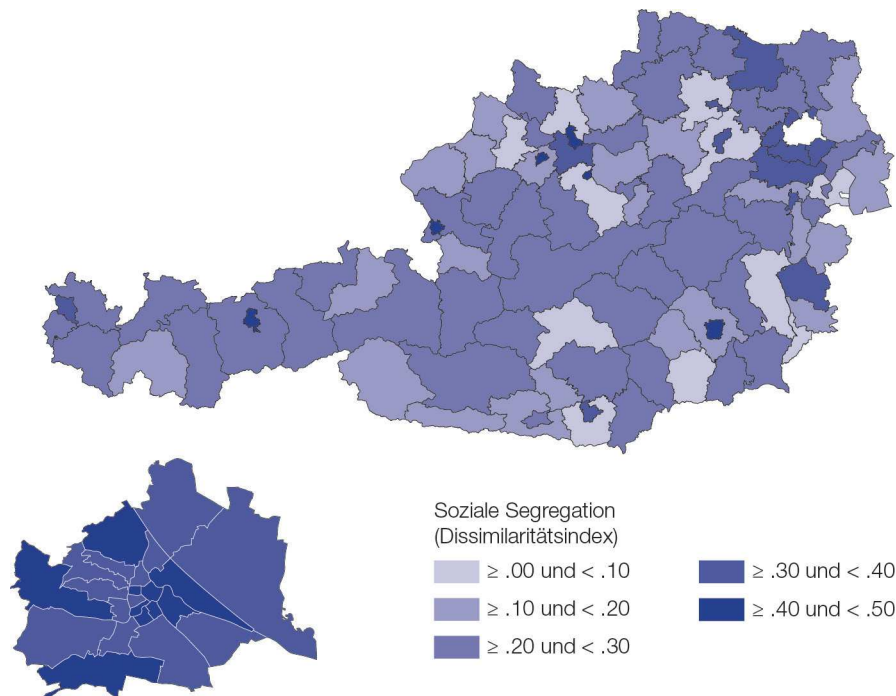 Soziale Segregation
(Dissimilaritätsindex)
≥ .00 und < .10
≥ .10 und < .20
≥ .20 und < .30
≥ .30 und < .40
≥ .40 und < .50